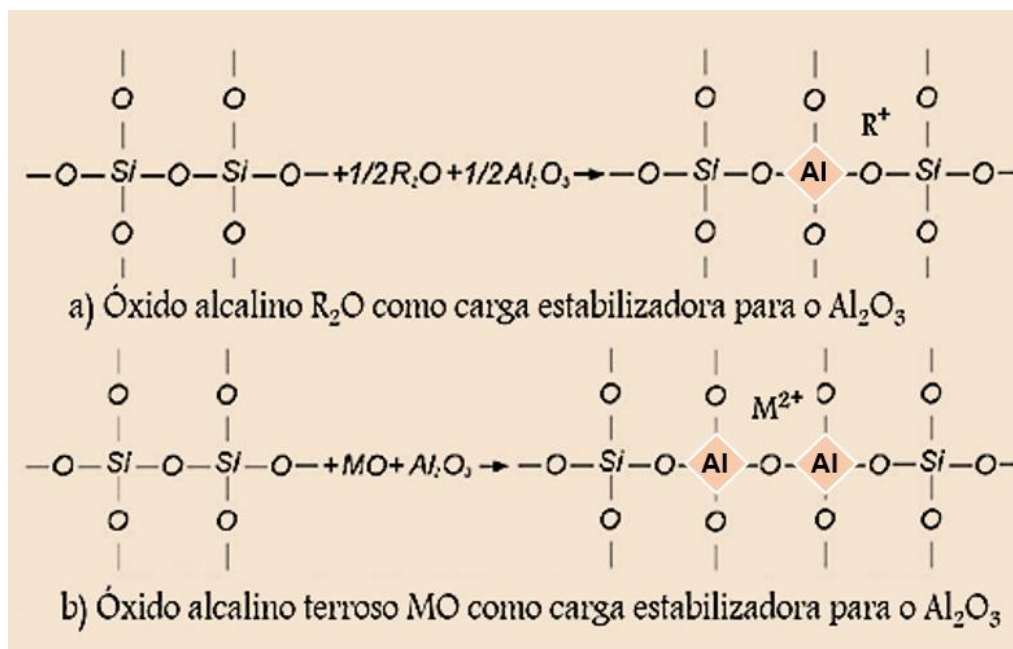 O O O O O
R⁺
—O—Si—O—Si—O—+1/2R₂O+1/2Al₂O₃→—O—Si—O—Al—O—Si—O—
O O O O O
a) Óxido alcalino R₂O como carga estabilizadora para o Al₂O₃
O O O O O O
M²⁺
—O—Si—O—Si—O—+MO+Al₂O₃→—O—Si—O—Al—O—Al—O—Si—O—
O O O O O O
b) Óxido alcalino terroso MO como carga estabilizadora para o Al₂O₃